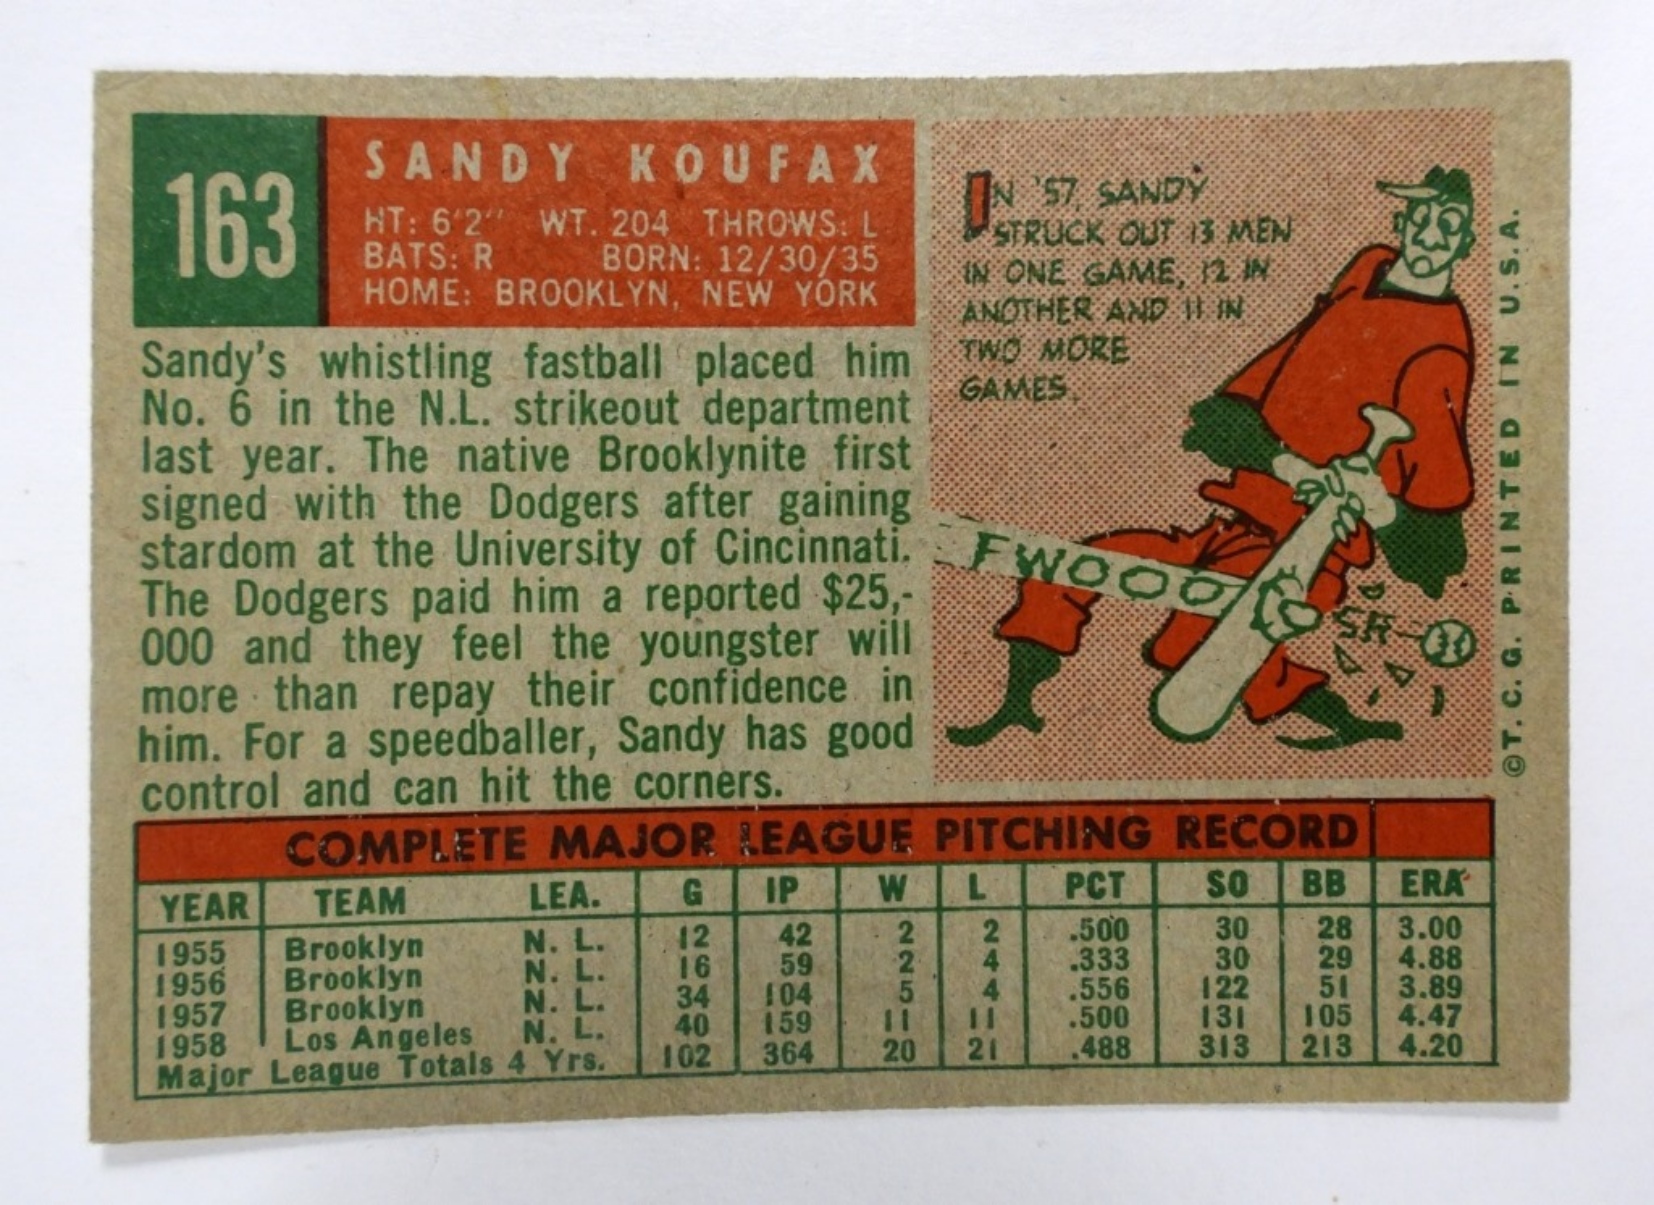 163
SANDY KOUFAX
HT: 6'2" WT. 204 THROWS: L
BATS: R BORN: 12/30/35
HOME: BROOKLYN, NEW YORK
Sandy's whistling fastball placed him
No. 6 in the N.L. strikeout department
last year. The native Brooklynite first
signed with the Dodgers after gaining
stardom at the University of Cincinnati.
The Dodgers paid him a reported $25,-
000 and they feel the youngster will
more than repay their confidence in
him. For a speedballer, Sandy has good
control and can hit the corners.
IN '57, SANDY
STRUCK OUT 13 MEN
IN ONE GAME, 12 IN
ANOTHER AND 11 IN
TWO MORE
GAMES.
FWOOO
SH
©T.C.G. PRINTED IN U.S.A.
COMPLETE MAJOR LEAGUE PITCHING RECORD
YEAR TEAM LEA. G IP W L PCT SO BB ERA
1955 Brooklyn N. L. 12 42 2 2 .500 30 28 3.00
1956 Brooklyn N. L. 16 59 2 4 .333 30 29 4.88
1957 Brooklyn N. L. 34 104 5 4 .556 122 51 3.89
1958 Los Angeles N. L. 40 159 11 11 .500 131 105 4.47
Major League Totals 4 Yrs. 102 364 20 21 .488 313 213 4.20